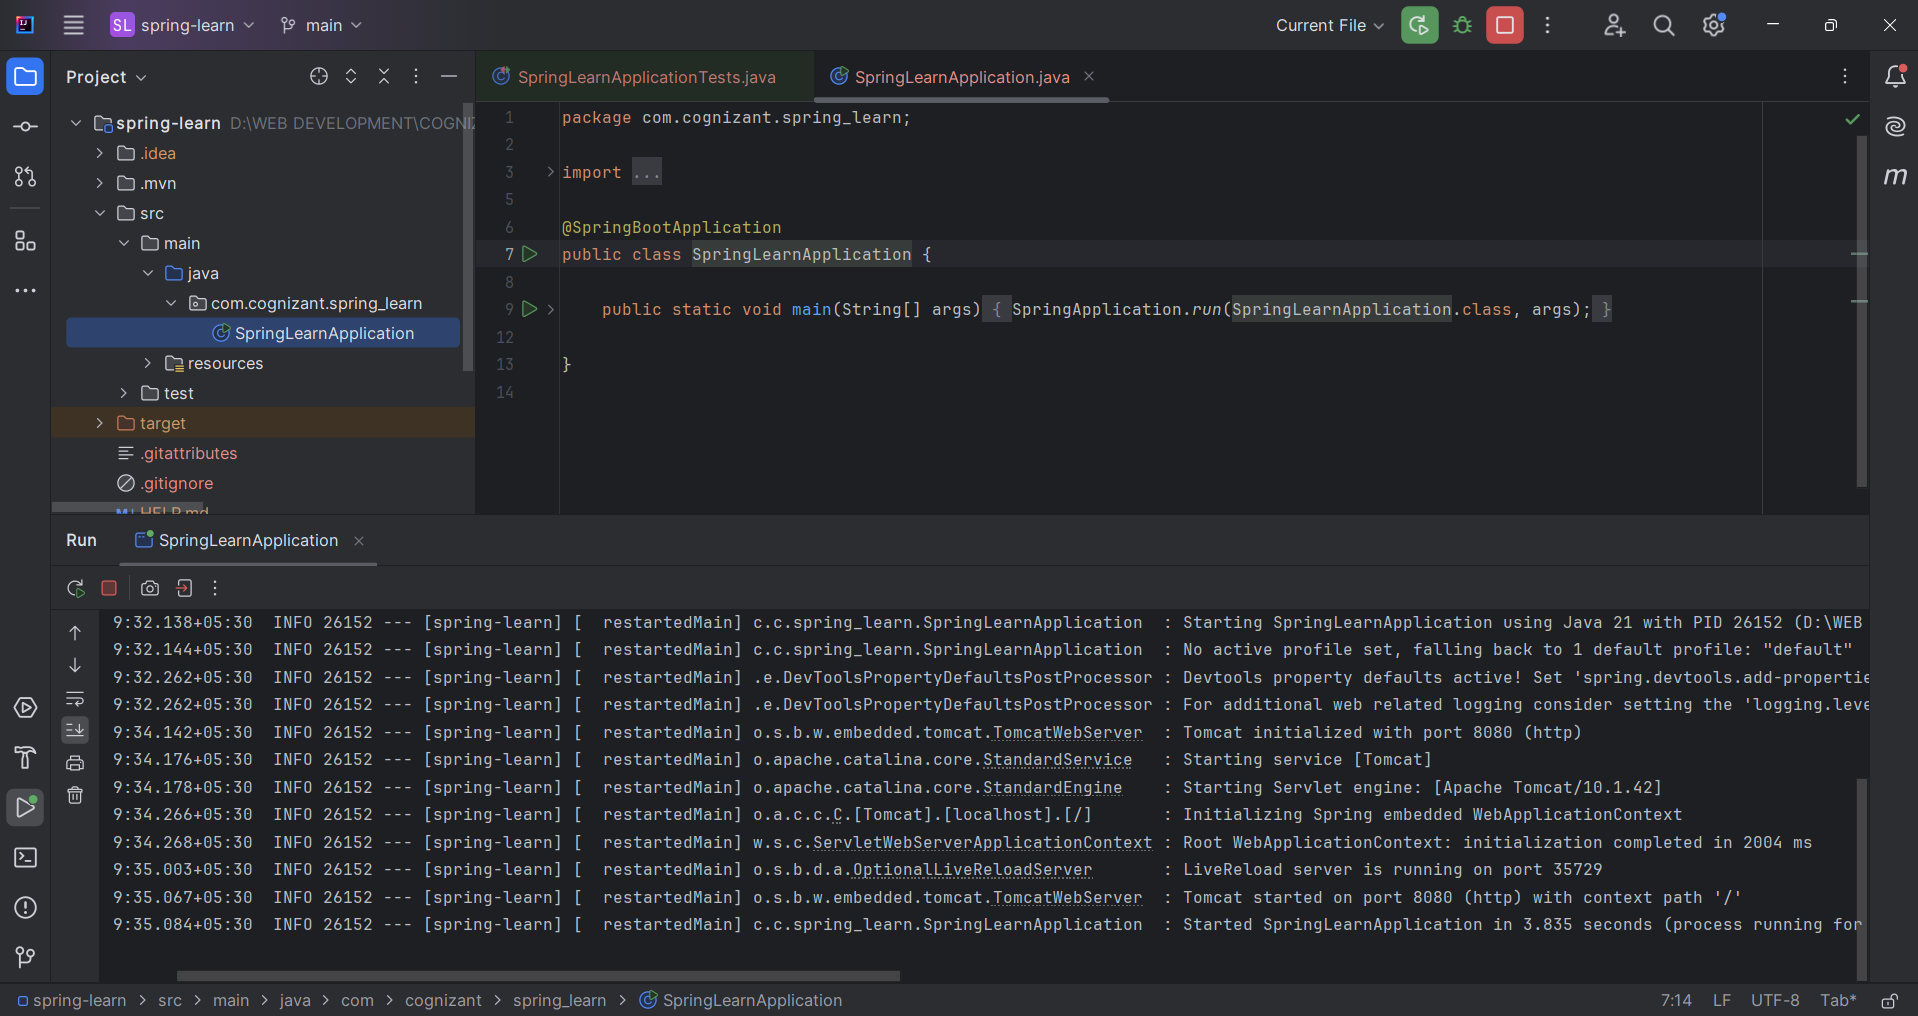 SL spring-learn main Current File
Project
SpringLearnApplicationTests.java SpringLearnApplication.java
spring-learn D:\WEB DEVELOPMENT\COGNIZ
.idea
.mvn
src
main
java
com.cognizant.spring_learn
SpringLearnApplication
resources
test
target
.gitattributes
.gitignore
HELP.md
1 package com.cognizant.spring_learn;
2
3 import ...
5
6 @SpringBootApplication
7 public class SpringLearnApplication {
8
9 public static void main(String[] args) { SpringApplication.run(SpringLearnApplication.class, args); }
12
13 }
14
Run SpringLearnApplication
9:32.138+05:30 INFO 26152 --- [spring-learn] [ restartedMain] c.c.spring_learn.SpringLearnApplication : Starting SpringLearnApplication using Java 21 with PID 26152 (D:\WEB
9:32.144+05:30 INFO 26152 --- [spring-learn] [ restartedMain] c.c.spring_learn.SpringLearnApplication : No active profile set, falling back to 1 default profile: "default"
9:32.262+05:30 INFO 26152 --- [spring-learn] [ restartedMain] .e.DevToolsPropertyDefaultsPostProcessor : Devtools property defaults active! Set 'spring.devtools.add-propertie
9:32.262+05:30 INFO 26152 --- [spring-learn] [ restartedMain] .e.DevToolsPropertyDefaultsPostProcessor : For additional web related logging consider setting the 'logging.leve
9:34.142+05:30 INFO 26152 --- [spring-learn] [ restartedMain] o.s.b.w.embedded.tomcat.TomcatWebServer : Tomcat initialized with port 8080 (http)
9:34.176+05:30 INFO 26152 --- [spring-learn] [ restartedMain] o.apache.catalina.core.StandardService : Starting service [Tomcat]
9:34.178+05:30 INFO 26152 --- [spring-learn] [ restartedMain] o.apache.catalina.core.StandardEngine : Starting Servlet engine: [Apache Tomcat/10.1.42]
9:34.266+05:30 INFO 26152 --- [spring-learn] [ restartedMain] o.a.c.c.C.[Tomcat].[localhost].[/] : Initializing Spring embedded WebApplicationContext
9:34.268+05:30 INFO 26152 --- [spring-learn] [ restartedMain] w.s.c.ServletWebServerApplicationContext : Root WebApplicationContext: initialization completed in 2004 ms
9:35.003+05:30 INFO 26152 --- [spring-learn] [ restartedMain] o.s.b.d.a.OptionalLiveReloadServer : LiveReload server is running on port 35729
9:35.067+05:30 INFO 26152 --- [spring-learn] [ restartedMain] o.s.b.w.embedded.tomcat.TomcatWebServer : Tomcat started on port 8080 (http) with context path '/'
9:35.084+05:30 INFO 26152 --- [spring-learn] [ restartedMain] c.c.spring_learn.SpringLearnApplication : Started SpringLearnApplication in 3.835 seconds (process running for
spring-learn > src > main > java > com > cognizant > spring_learn > SpringLearnApplication 7:14 LF UTF-8 Tab*